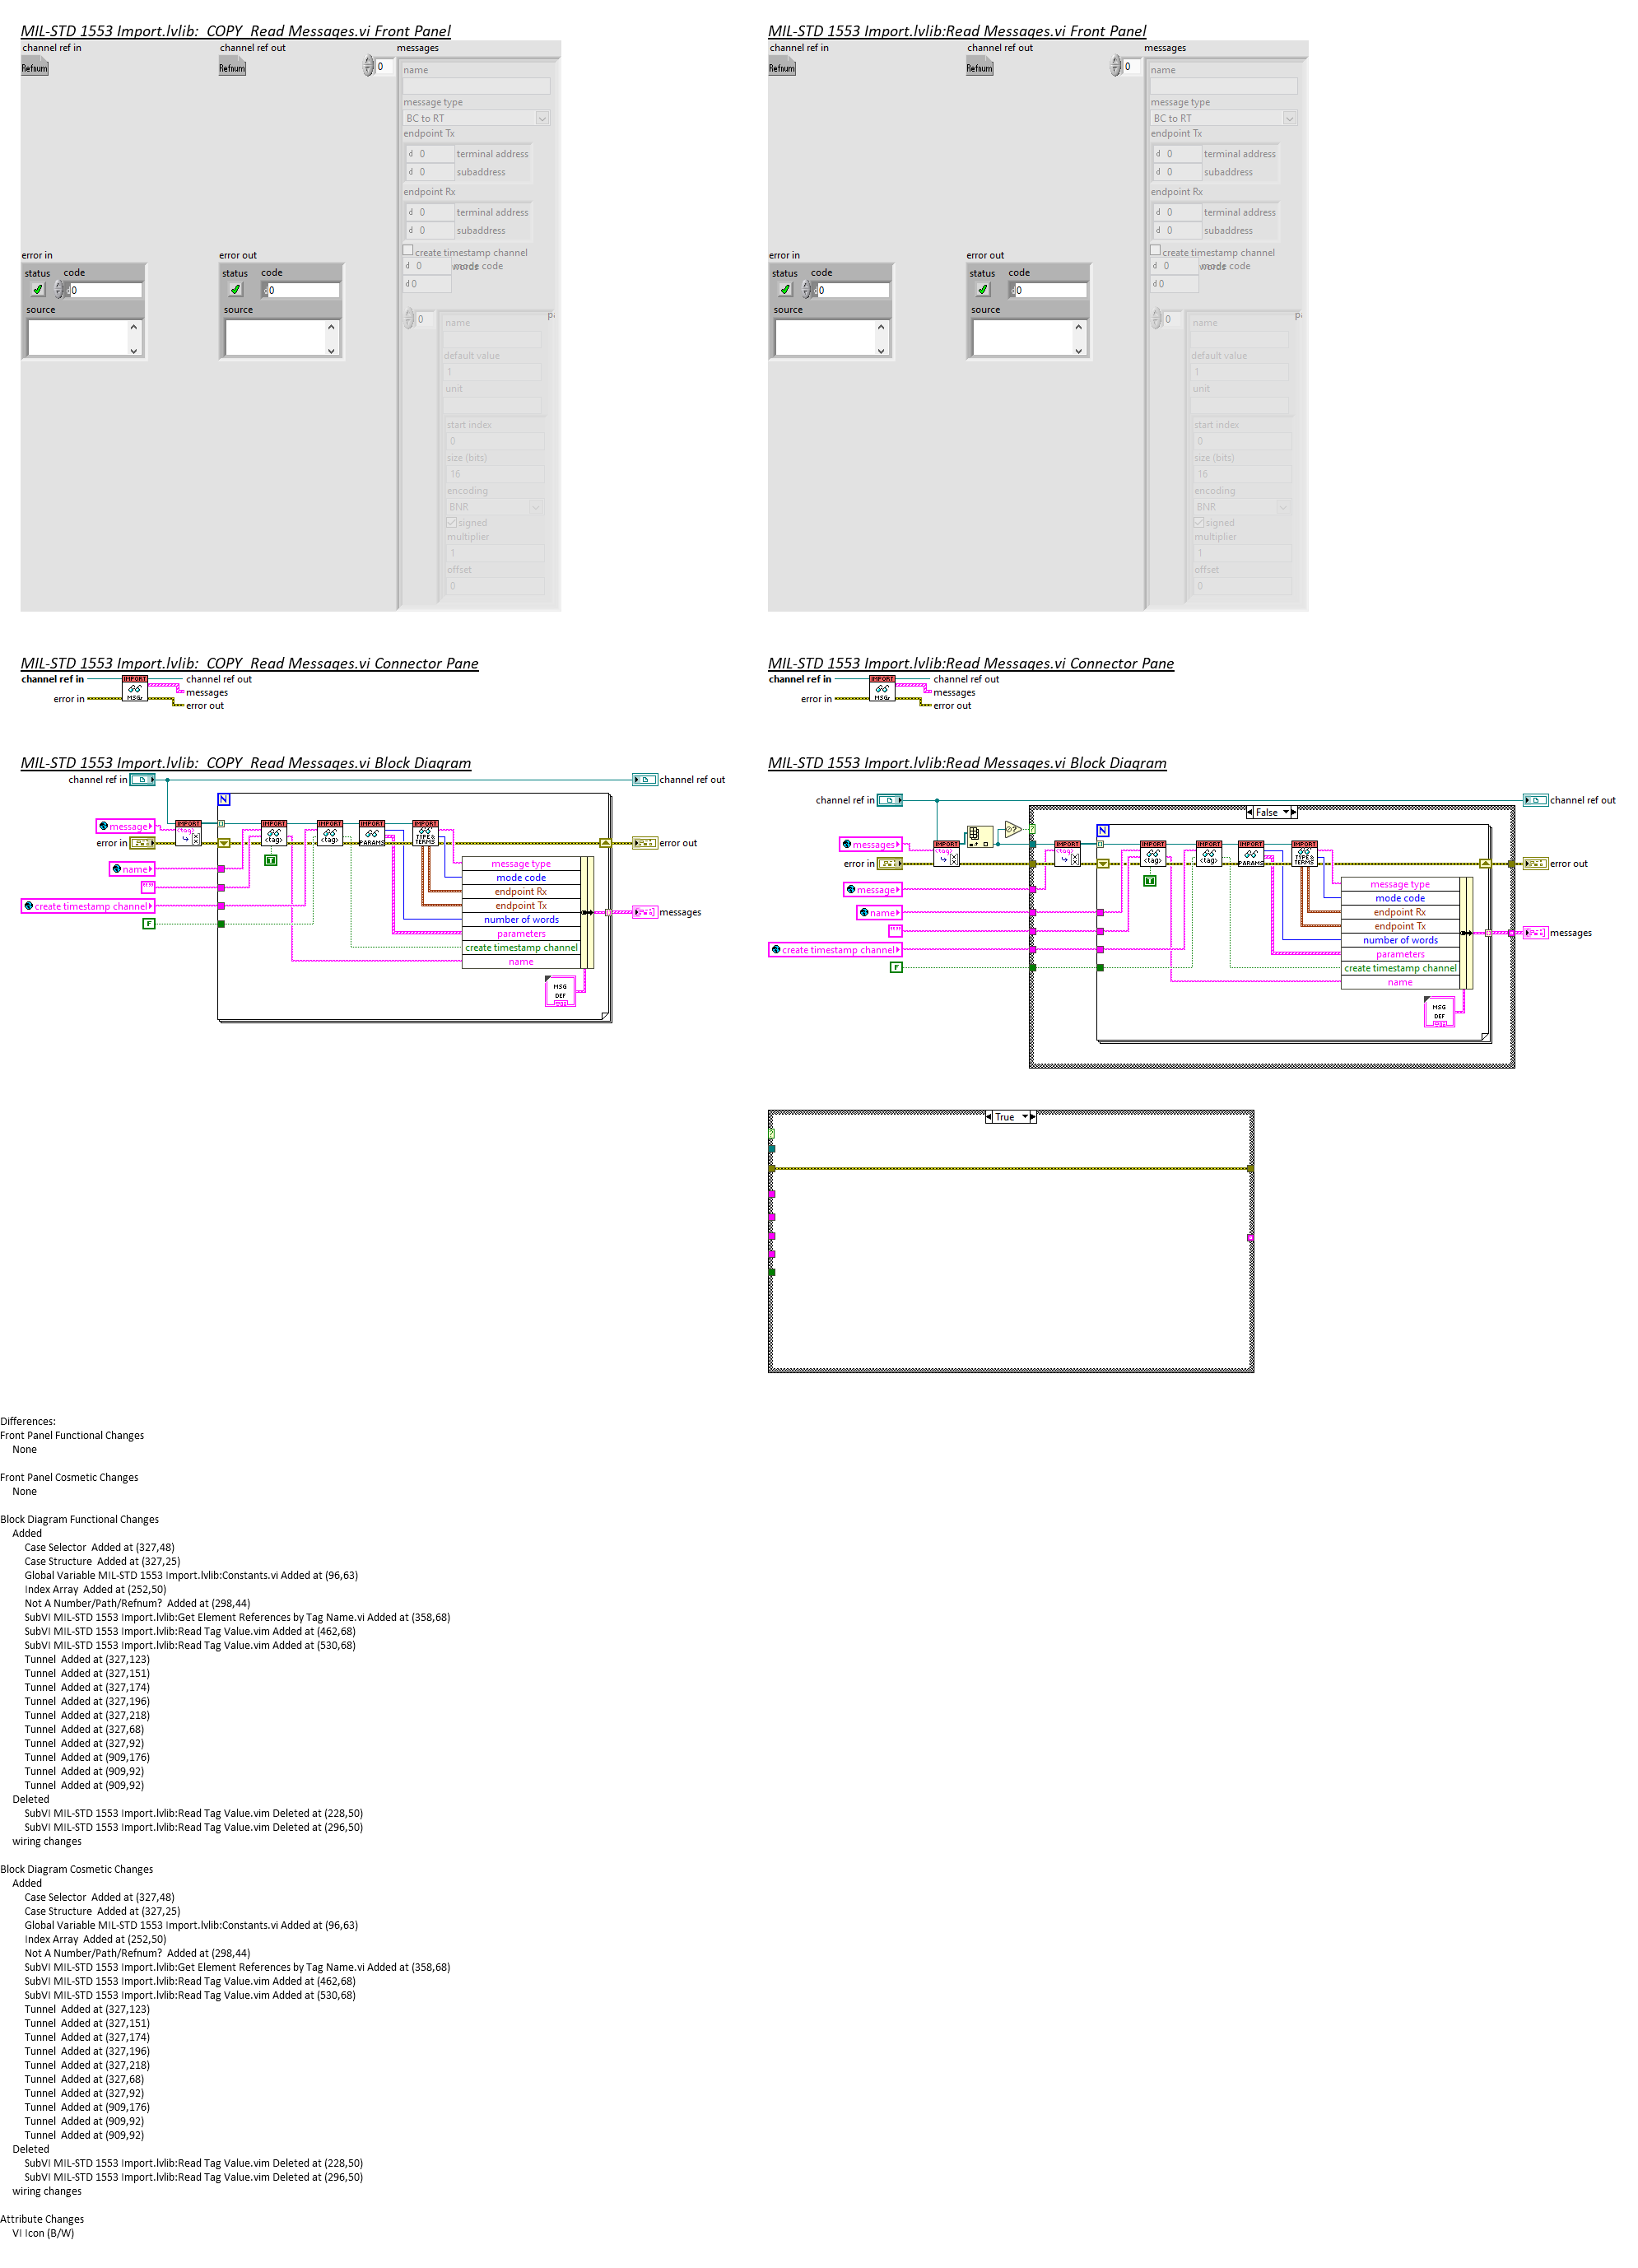 MIL-STD 1553 Import.lvlib:  COPY  Read Messages.vi Front Panel
channel ref in
channel ref out
messages
Refnum
Refnum
0
name
message type
BC to RT
endpoint Tx
d 0 terminal address
d 0 subaddress
endpoint Rx
d 0 terminal address
d 0 subaddress
create timestamp channel
d 0 mode code
d 0
error in
status code
0
source
error out
status code
0
source
0
name
default value
1
unit
start index
0
size (bits)
16
encoding
BNR
signed
multiplier
1
offset
0
MIL-STD 1553 Import.lvlib:Read Messages.vi Front Panel
channel ref in
channel ref out
messages
Refnum
Refnum
0
name
message type
BC to RT
endpoint Tx
d 0 terminal address
d 0 subaddress
endpoint Rx
d 0 terminal address
d 0 subaddress
create timestamp channel
d 0 mode code
d 0
error in
status code
0
source
error out
status code
0
source
0
name
default value
1
unit
start index
0
size (bits)
16
encoding
BNR
signed
multiplier
1
offset
0
MIL-STD 1553 Import.lvlib:  COPY  Read Messages.vi Connector Pane
channel ref in
IMPORT
MSGs
channel ref out
messages
error in
error out
MIL-STD 1553 Import.lvlib:Read Messages.vi Connector Pane
channel ref in
IMPORT
MSGs
channel ref out
messages
error in
error out
MIL-STD 1553 Import.lvlib:  COPY  Read Messages.vi Block Diagram
channel ref in
channel ref out
N
message
IMPORT
<tag>
IMPORT
<tag>
IMPORT
<tag>
IMPORT
PARAMS
IMPORT
TYPE&
TERMS
error in
error out
T
name
create timestamp channel
F
message type
mode code
endpoint Rx
endpoint Tx
number of words
parameters
create timestamp channel
name
messages
MSG
DEF
MIL-STD 1553 Import.lvlib:Read Messages.vi Block Diagram
channel ref in
channel ref out
False
N
messages
IMPORT
<tag>
IMPORT
<tag>
IMPORT
<tag>
IMPORT
<tag>
IMPORT
PARAMS
IMPORT
TYPE&
TERMS
error in
error out
T
message
name
create timestamp channel
F
message type
mode code
endpoint Rx
endpoint Tx
number of words
parameters
create timestamp channel
name
messages
MSG
DEF
True
Differences:
Front Panel Functional Changes
None
Front Panel Cosmetic Changes
None
Block Diagram Functional Changes
Added
Case Selector  Added at (327,48)
Case Structure  Added at (327,25)
Global Variable MIL-STD 1553 Import.lvlib:Constants.vi Added at (96,63)
Index Array  Added at (252,50)
Not A Number/Path/Refnum?  Added at (298,44)
SubVI MIL-STD 1553 Import.lvlib:Get Element References by Tag Name.vi Added at (358,68)
SubVI MIL-STD 1553 Import.lvlib:Read Tag Value.vim Added at (462,68)
SubVI MIL-STD 1553 Import.lvlib:Read Tag Value.vim Added at (530,68)
Tunnel  Added at (327,123)
Tunnel  Added at (327,151)
Tunnel  Added at (327,174)
Tunnel  Added at (327,196)
Tunnel  Added at (327,218)
Tunnel  Added at (327,68)
Tunnel  Added at (327,92)
Tunnel  Added at (909,176)
Tunnel  Added at (909,92)
Tunnel  Added at (909,92)
Deleted
SubVI MIL-STD 1553 Import.lvlib:Read Tag Value.vim Deleted at (228,50)
SubVI MIL-STD 1553 Import.lvlib:Read Tag Value.vim Deleted at (296,50)
wiring changes
Block Diagram Cosmetic Changes
Added
Case Selector  Added at (327,48)
Case Structure  Added at (327,25)
Global Variable MIL-STD 1553 Import.lvlib:Constants.vi Added at (96,63)
Index Array  Added at (252,50)
Not A Number/Path/Refnum?  Added at (298,44)
SubVI MIL-STD 1553 Import.lvlib:Get Element References by Tag Name.vi Added at (358,68)
SubVI MIL-STD 1553 Import.lvlib:Read Tag Value.vim Added at (462,68)
SubVI MIL-STD 1553 Import.lvlib:Read Tag Value.vim Added at (530,68)
Tunnel  Added at (327,123)
Tunnel  Added at (327,151)
Tunnel  Added at (327,174)
Tunnel  Added at (327,196)
Tunnel  Added at (327,218)
Tunnel  Added at (327,68)
Tunnel  Added at (327,92)
Tunnel  Added at (909,176)
Tunnel  Added at (909,92)
Tunnel  Added at (909,92)
Deleted
SubVI MIL-STD 1553 Import.lvlib:Read Tag Value.vim Deleted at (228,50)
SubVI MIL-STD 1553 Import.lvlib:Read Tag Value.vim Deleted at (296,50)
wiring changes
Attribute Changes
VI Icon (B/W)